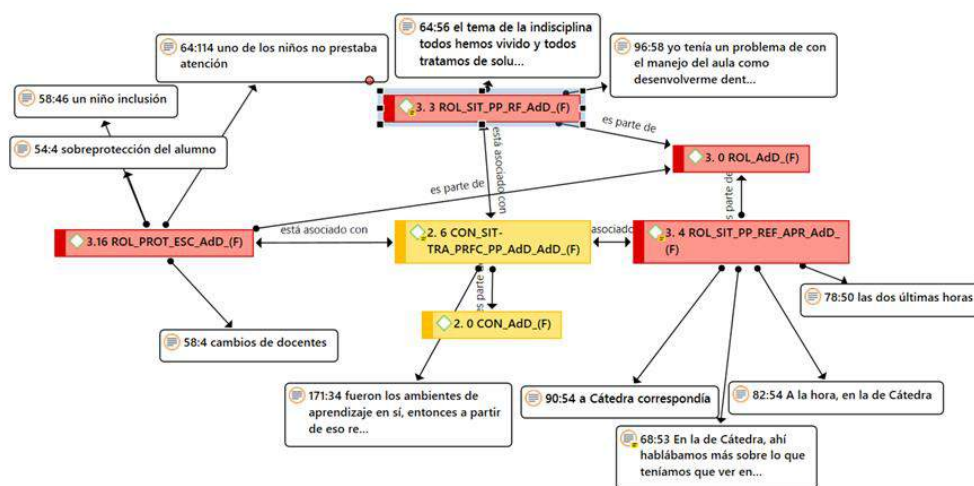 64:56 el tema de la indisciplina
todos hemos vivido y todos
tratamos de solu...
64:114 uno de los niños no prestaba
atención
96:58 yo tenía un problema de con
el manejo del aula como
desenvolverme dent...
58:46 un niño inclusión
3. 3 ROL_SIT_PP_RF_AdD_(F)
es parte de
54:4 sobreprotección del alumno
está asociado con
3. 0 ROL_AdD_(F)
es parte de
es parte de
3.16 ROL_PROT_ESC_AdD_(F)
está asociado con
2. 6 CON_SIT-
TRA_PRFC_PP_AdD_AdD_(F)
asociado
3. 4 ROL_SIT_PP_REF_APR_AdD_
(F)
es parte de
78:50 las dos últimas horas
2. 0 CON_AdD_(F)
58:4 cambios de docentes
171:34 fueron los ambientes de
aprendizaje en sí, entonces a partir
de eso re...
90:54 a Cátedra correspondía
82:54 A la hora, en la de Cátedra
68:53 En la de Cátedra, ahí
hablábamos más sobre lo que
teníamos que ver en...